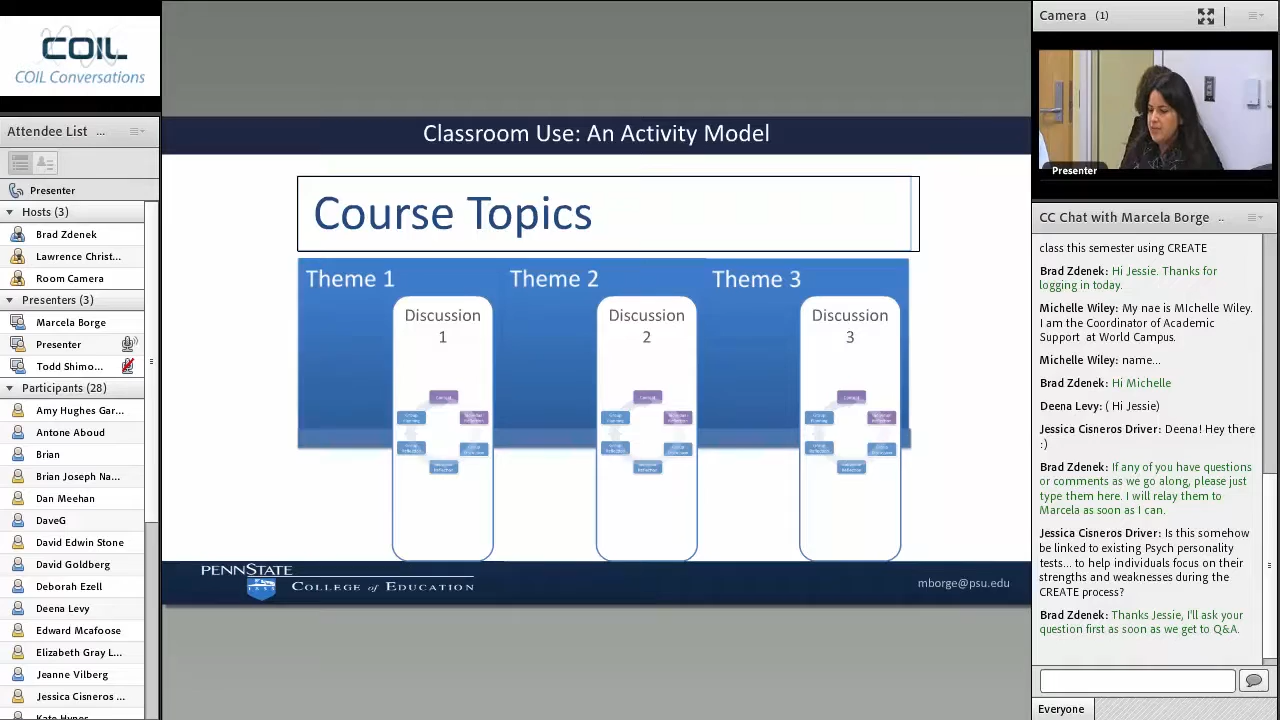 COIL
COIL Conversations
Attendee List ...
Presenter
Hosts (3)
Brad Zdenek
Lawrence Christ...
Room Camera
Presenters (3)
Marcela Borge
Presenter
Todd Shimo...
Participants (28)
Amy Hughes Gar...
Antone Aboud
Brian
Brian Joseph Na...
Dan Meehan
DaveG
David Edwin Stone
David Goldberg
Deborah Ezell
Deena Levy
Edward Mcafoose
Elizabeth Gray L...
Jeanne Vilberg
Jessica Cisneros ...
Classroom Use: An Activity Model
Course Topics
Theme 1
Theme 2
Theme 3
Discussion
1
Discussion
2
Discussion
3
PENNSTATE
College of Education
mborge@psu.edu
Camera (1)
Presenter
CC Chat with Marcela Borge ..
class this semester using CREATE
Brad Zdenek: Hi Jessie. Thanks for
logging in today.
Michelle Wiley: My nae is MIchelle Wiley.
I am the Coordinator of Academic
Support at World Campus.
Michelle Wiley: name...
Brad Zdenek: Hi Michelle
Deena Levy: ( Hi Jessie)
Jessica Cisneros Driver: Deena! Hey there
:)
Brad Zdenek: If any of you have questions
or comments as we go along, please just
type them here. I will relay them to
Marcela as soon as I can.
Jessica Cisneros Driver: Is this somehow
be linked to existing Psych personality
tests... to help individuals focus on their
strengths and weaknesses during the
CREATE process?
Brad Zdenek: Thanks Jessie, I'll ask your
question first as soon as we get to Q&A.
Everyone